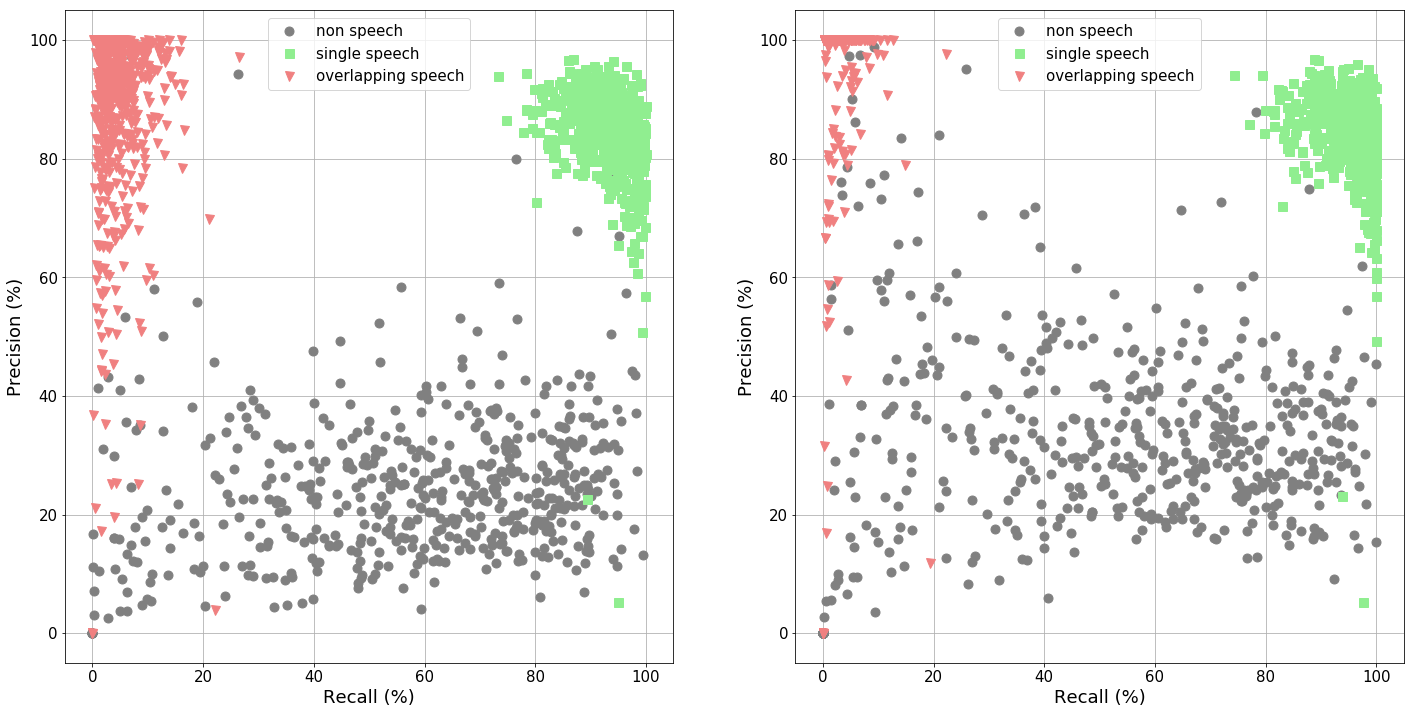 non speech
single speech
overlapping speech
Precision (%)
100
80
60
40
20
0
0 20 40 60 80 100
Recall (%)
non speech
single speech
overlapping speech
Precision (%)
100
80
60
40
20
0
0 20 40 60 80 100
Recall (%)